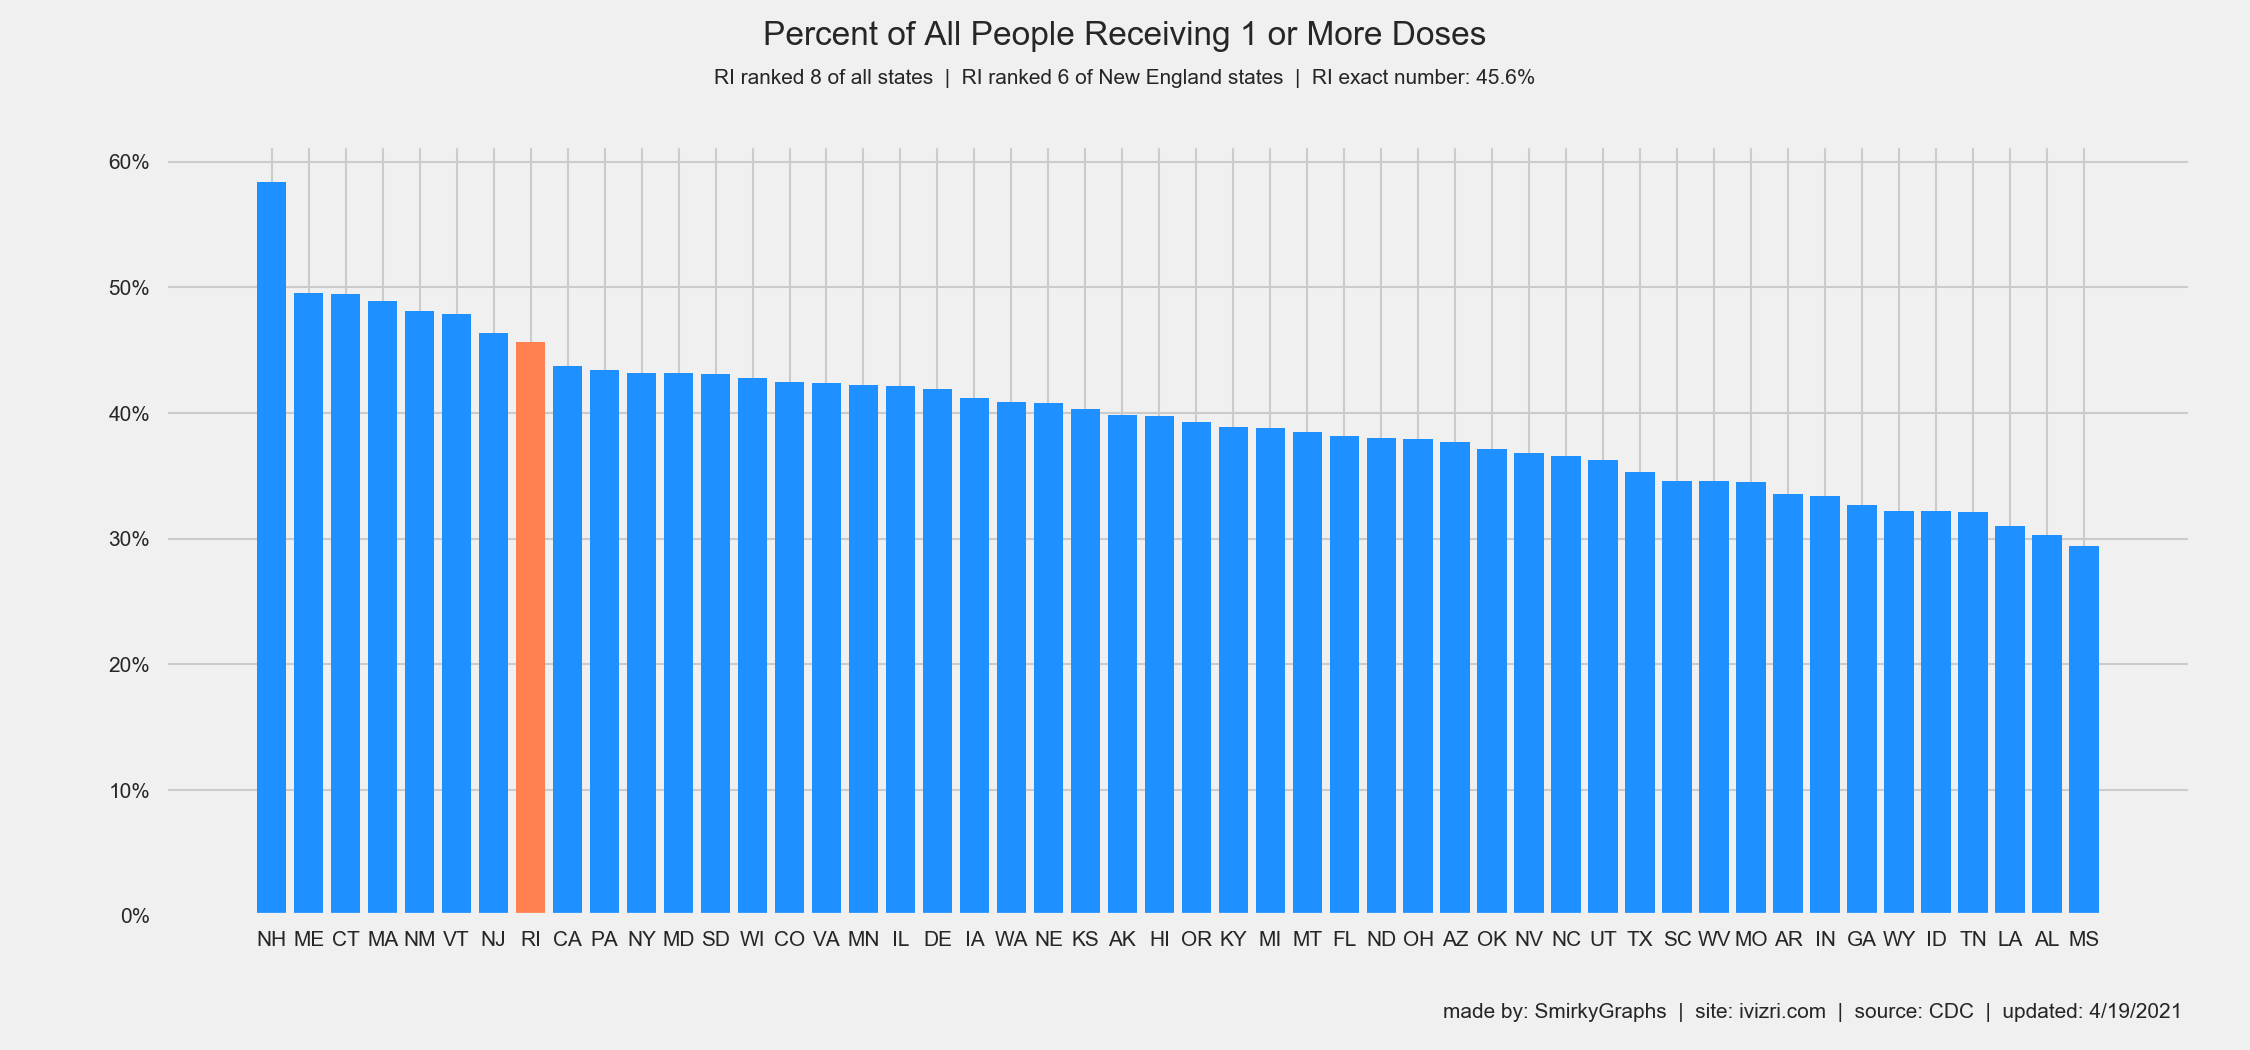 Percent of All People Receiving 1 or More Doses
RI ranked 8 of all states | RI ranked 6 of New England states | RI exact number: 45.6%
60%
50%
40%
30%
20%
10%
0%
NH ME CT MA NM VT NJ RI CA PA NY MD SD WI CO VA MN IL DE IA WA NE KS AK HI OR KY MI MT FL ND OH AZ OK NV NC UT TX SC WV MO AR IN GA WY ID TN LA AL MS
made by: SmirkyGraphs | site: ivizri.com | source: CDC | updated: 4/19/2021